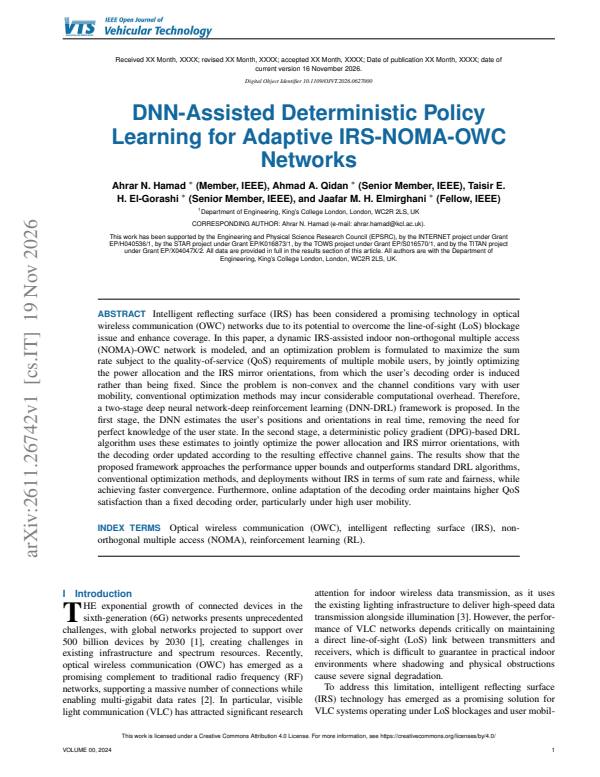 VTS IEEE Open Journal of
Vehicular Technology
Received XX Month, XXXX; revised XX Month, XXXX; accepted XX Month, XXXX; Date of publication XX Month, XXXX; date of
current version 16 November 2026.
Digital Object Identifier 10.1109/OJVT.2026.0627000
DNN-Assisted Deterministic Policy
Learning for Adaptive IRS-NOMA-OWC
Networks
Ahrar N. Hamad * (Member, IEEE), Ahmad A. Qidan * (Senior Member, IEEE), Taisir E.
H. El-Gorashi * (Senior Member, IEEE), and Jaafar M. H. Elmirghani * (Fellow, IEEE)
1Department of Engineering, King's College London, London, WC2R 2LS, UK
CORRESPONDING AUTHOR: Ahrar N. Hamad (e-mail: ahrar.hamad@kcl.ac.uk).
This work has been supported by the Engineering and Physical Science Research Council (EPSRC), by the INTERNET project under Grant
EP/H040536/1, by the STAR project under Grant EP/K016873/1, by the TOWS project under Grant EP/S016570/1, and by the TITAN project
under Grant EP/X04047X/2. All data are provided in full in the results section of this article. All authors are with the Department of
Engineering, King's College London, London, WC2R 2LS, UK.
ABSTRACT Intelligent reflecting surface (IRS) has been considered a promising technology in optical
wireless communication (OWC) networks due to its potential to overcome the line-of-sight (LoS) blockage
issue and enhance coverage. In this paper, a dynamic IRS-assisted indoor non-orthogonal multiple access
(NOMA)-OWC network is modeled, and an optimization problem is formulated to maximize the sum
rate subject to the quality-of-service (QoS) requirements of multiple mobile users, by jointly optimizing
the power allocation and the IRS mirror orientations, from which the user's decoding order is induced
rather than being fixed. Since the problem is non-convex and the channel conditions vary with user
mobility, conventional optimization methods may incur considerable computational overhead. Therefore,
a two-stage deep neural network-deep reinforcement learning (DNN-DRL) framework is proposed. In
the first stage, the DNN estimates the user's positions and orientations in real time, removing the need for
perfect knowledge of the user state. In the second stage, a deterministic policy gradient (DPG)-based DRL
algorithm uses these estimates to jointly optimize the power allocation and IRS mirror orientations, with
the decoding order updated according to the resulting effective channel gains. The results show that the
proposed framework approaches the performance upper bounds and outperforms standard DRL algorithms,
conventional optimization methods, and deployments without IRS in terms of sum rate and fairness, while
achieving faster convergence. Furthermore, online adaptation of the decoding order maintains higher QoS
satisfaction than a fixed decoding order, particularly under high user mobility.
INDEX TERMS Optical wireless communication (OWC), intelligent reflecting surface (IRS), non-
orthogonal multiple access (NOMA), reinforcement learning (RL).
I Introduction
THE exponential growth of connected devices in the
sixth-generation (6G) networks presents unprecedented
challenges, with global networks projected to support over
500 billion devices by 2030 [1], creating challenges in
existing infrastructure and spectrum resources. Recently,
optical wireless communication (OWC) has emerged as a
promising complement to traditional radio frequency (RF)
networks, supporting a massive number of connections while
enabling multi-gigabit data rates [2]. In particular, visible
light communication (VLC) has attracted significant research
attention for indoor wireless data transmission, as it uses
the existing lighting infrastructure to deliver high-speed data
transmission alongside illumination [3]. However, the perfor-
mance of VLC networks depends critically on maintaining
a direct line-of-sight (LoS) link between transmitters and
receivers, which is difficult to guarantee in practical indoor
environments where shadowing and physical obstructions
cause severe signal degradation.
To address this limitation, intelligent reflecting surface
(IRS) technology has emerged as a promising solution for
VLC systems operating under LoS blockages and user mobil-
This work is licensed under a Creative Commons Attribution 4.0 License. For more information, see https://creativecommons.org/licenses/by/4.0/
VOLUME 00, 2024
1
arXiv:2611.26742v1 [cs.IT] 19 Nov 2026